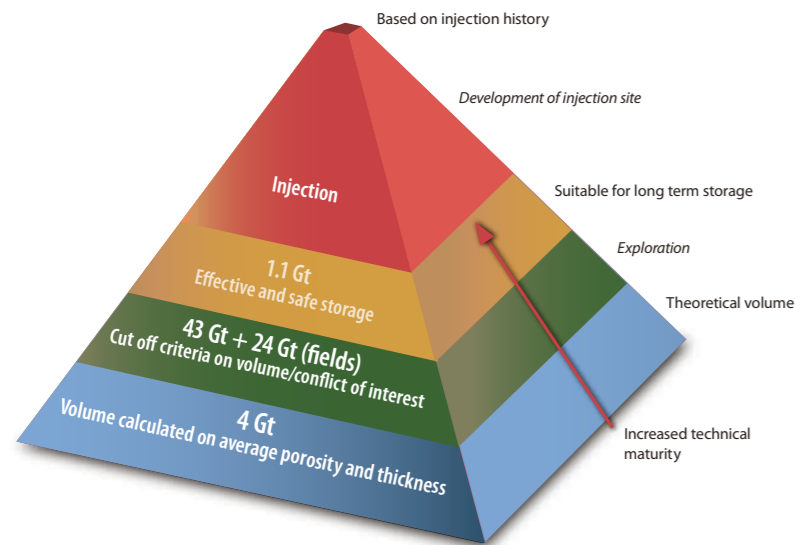 Based on injection history
Development of injection site
Injection
Suitable for long term storage
1.1 Gt
Effective and safe storage
Exploration
43 Gt + 24 Gt (fields)
Cut off criteria on volume/conflict of interest
Theoretical volume
4 Gt
Volume calculated on average porosity and thickness
Increased technical
maturity